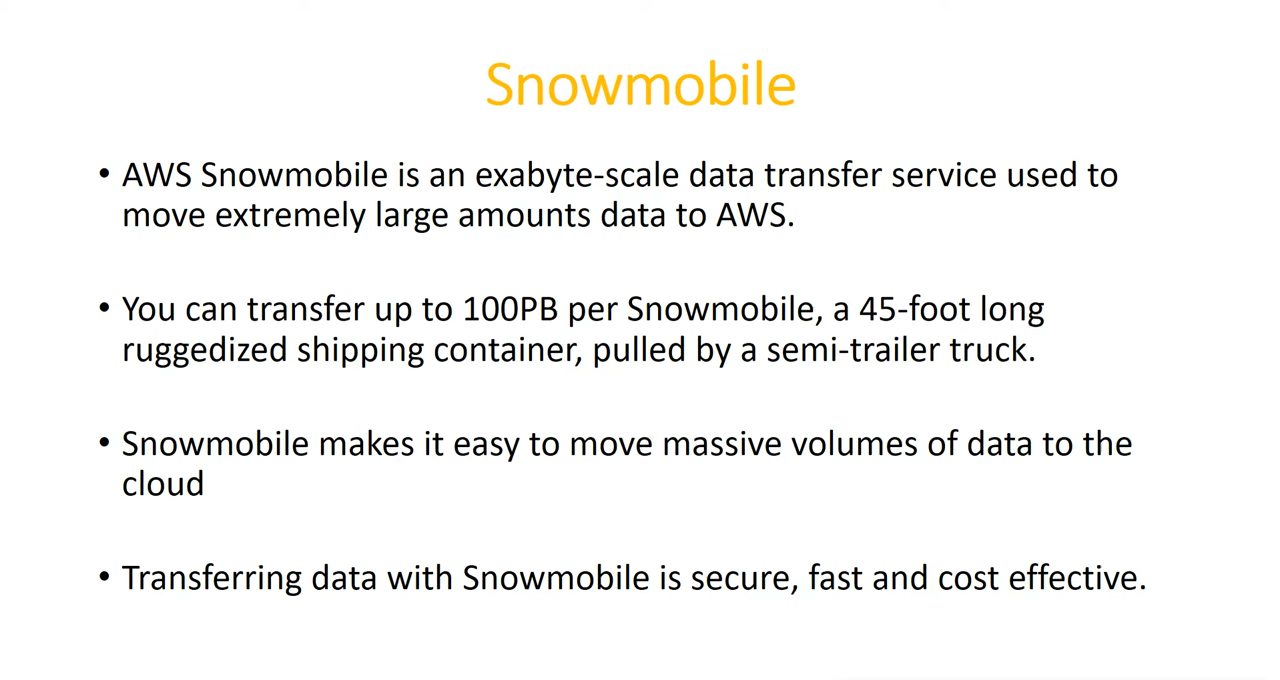 Snowmobile
• AWS Snowmobile is an exabyte-scale data transfer service used to
move extremely large amounts data to AWS.
• You can transfer up to 100PB per Snowmobile, a 45-foot long
ruggedized shipping container, pulled by a semi-trailer truck.
• Snowmobile makes it easy to move massive volumes of data to the
cloud
• Transferring data with Snowmobile is secure, fast and cost effective.